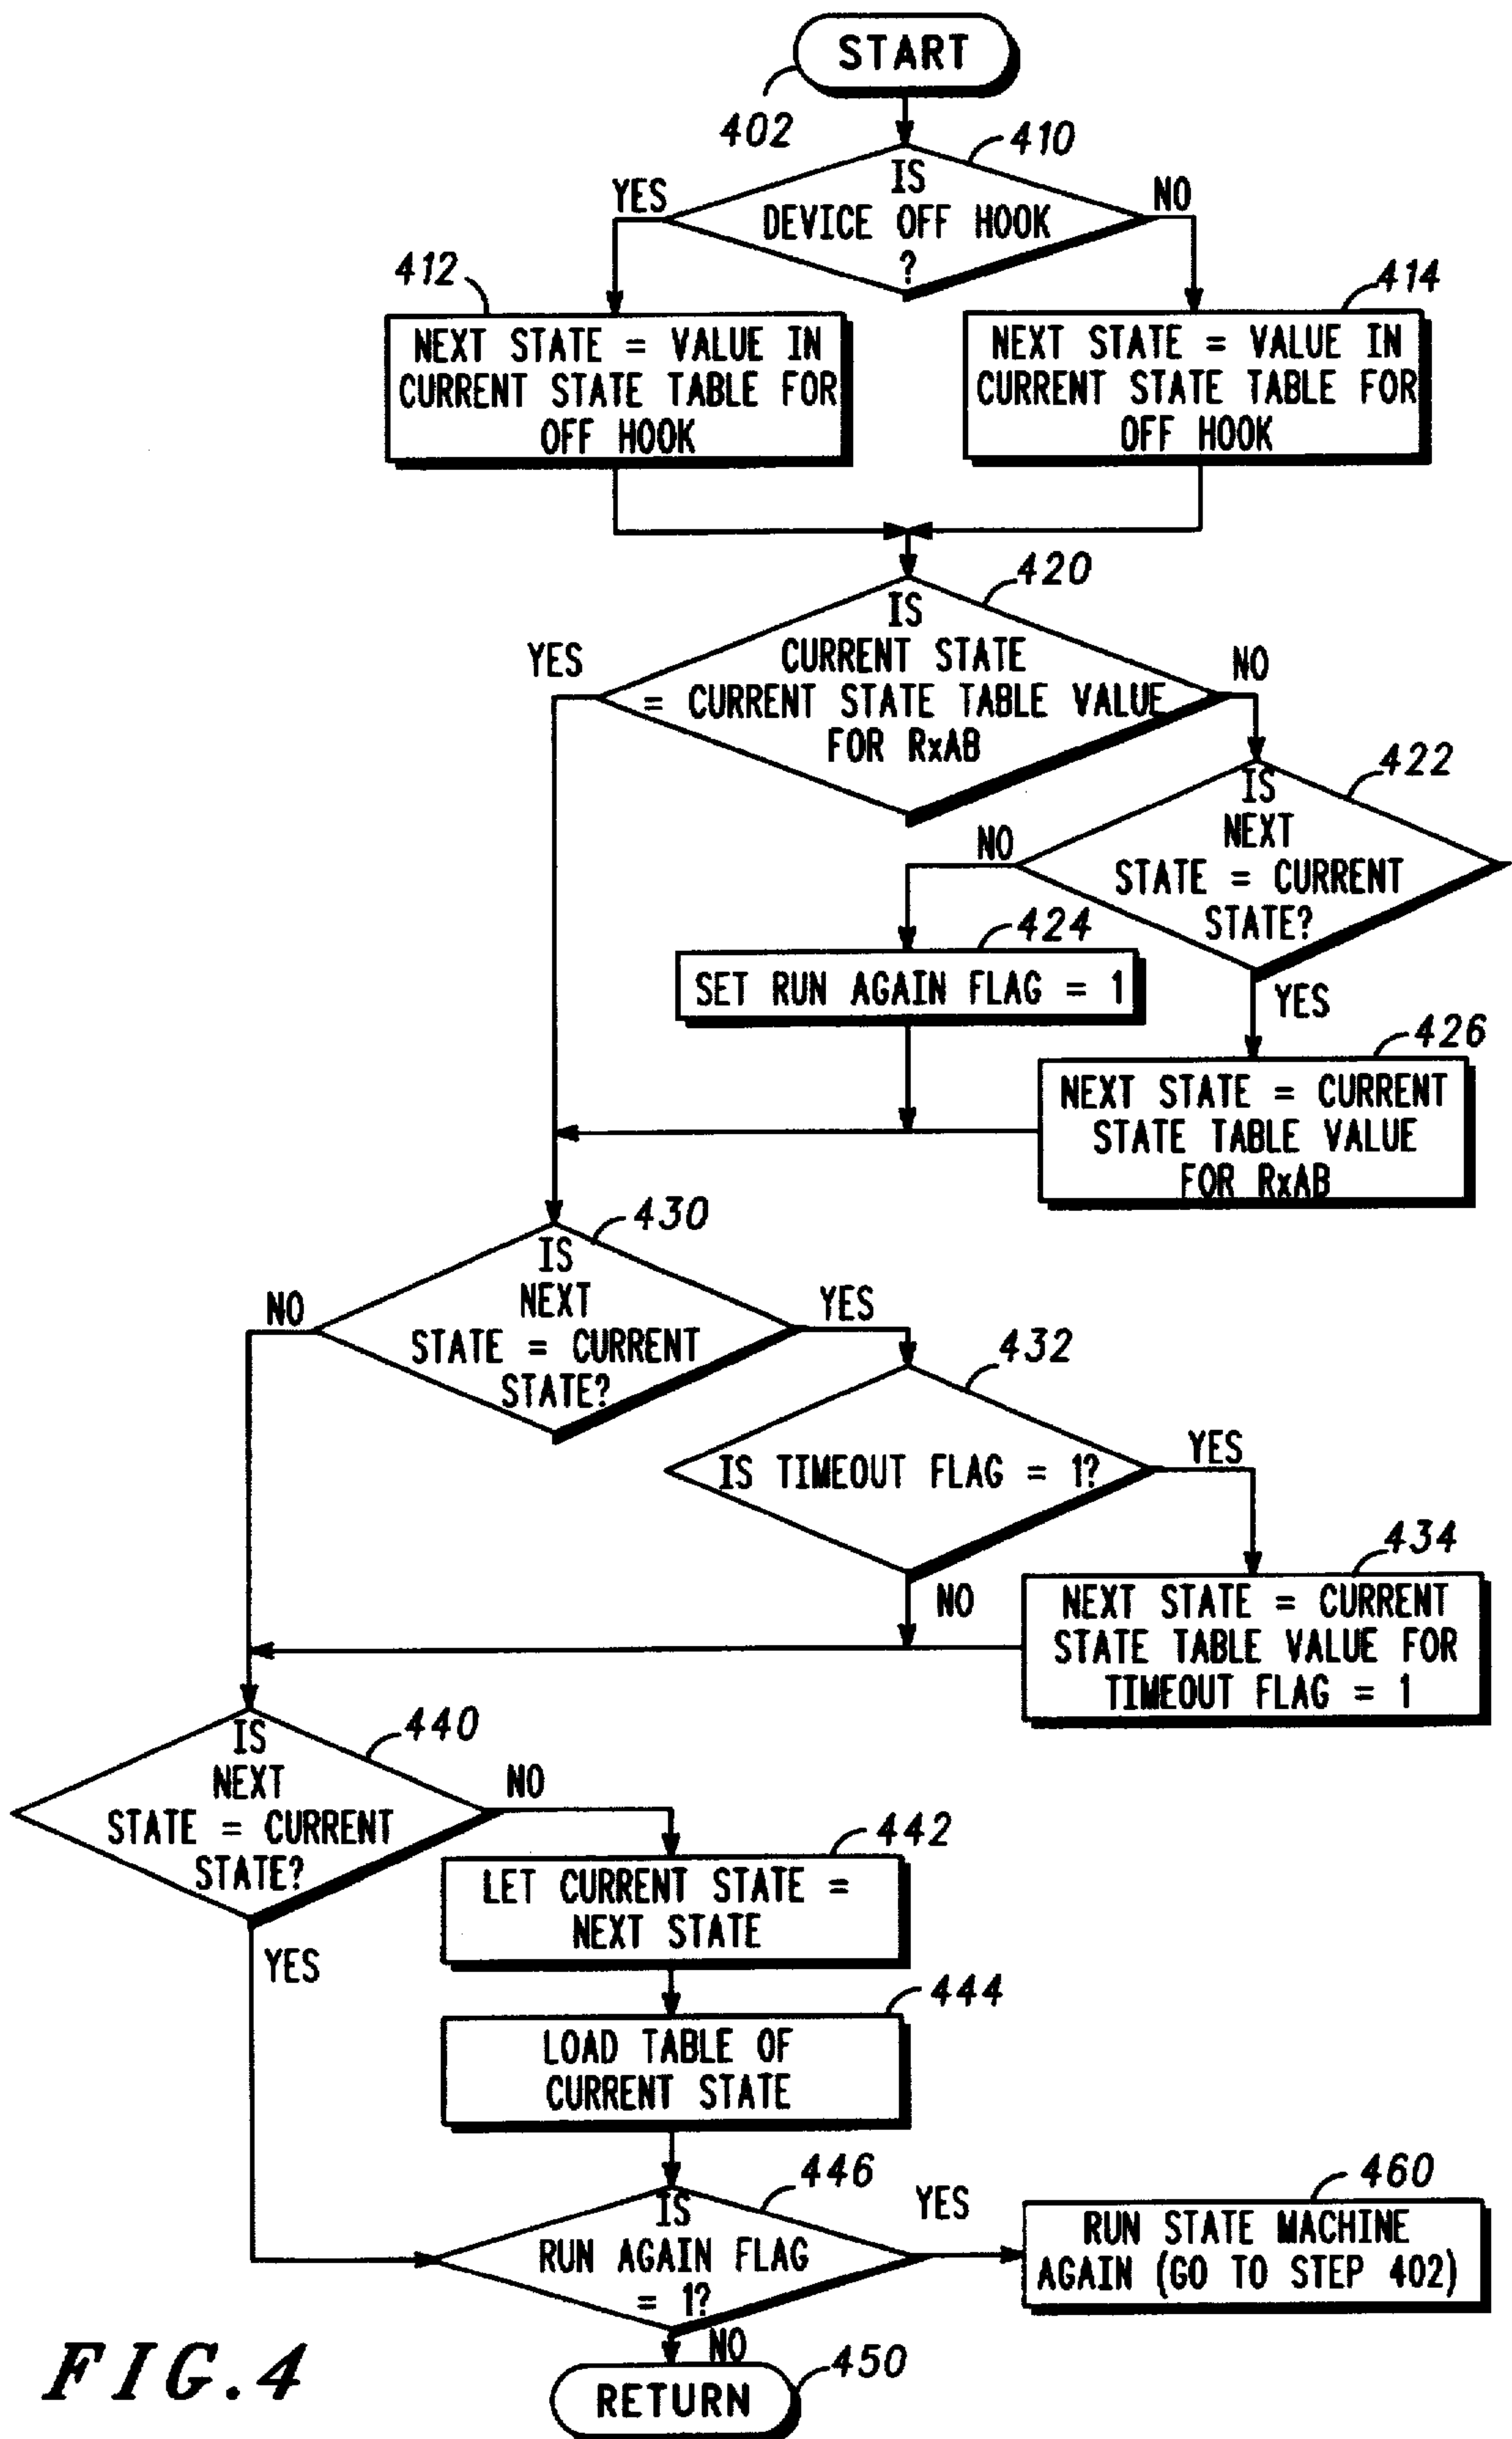 START
402
410
IS
DEVICE OFF HOOK
?
YES
NO
412
NEXT STATE = VALUE IN
CURRENT STATE TABLE FOR
OFF HOOK
414
NEXT STATE = VALUE IN
CURRENT STATE TABLE FOR
OFF HOOK
420
IS
CURRENT STATE
= CURRENT STATE TABLE VALUE
FOR RxAB
YES
NO
422
IS
NEXT
STATE = CURRENT
STATE?
NO
YES
424
SET RUN AGAIN FLAG = 1
426
NEXT STATE = CURRENT
STATE TABLE VALUE
FOR RxAB
430
IS
NEXT
STATE = CURRENT
STATE?
NO
YES
432
IS TIMEOUT FLAG = 1?
YES
NO
434
NEXT STATE = CURRENT
STATE TABLE VALUE FOR
TIMEOUT FLAG = 1
440
IS
NEXT
STATE = CURRENT
STATE?
NO
YES
442
LET CURRENT STATE =
NEXT STATE
444
LOAD TABLE OF
CURRENT STATE
446
IS
RUN AGAIN FLAG
= 1?
YES
NO
460
RUN STATE MACHINE
AGAIN (GO TO STEP 402)
450
RETURN
FIG.4